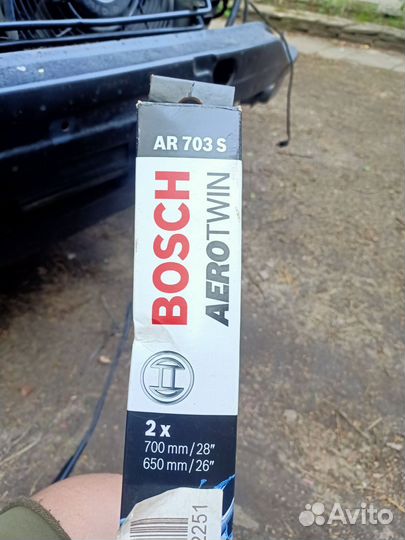 AR 703 S
BOSCH
AEROTWIN
2 x
700 mm/28"
650 mm/26"
2251
Avito